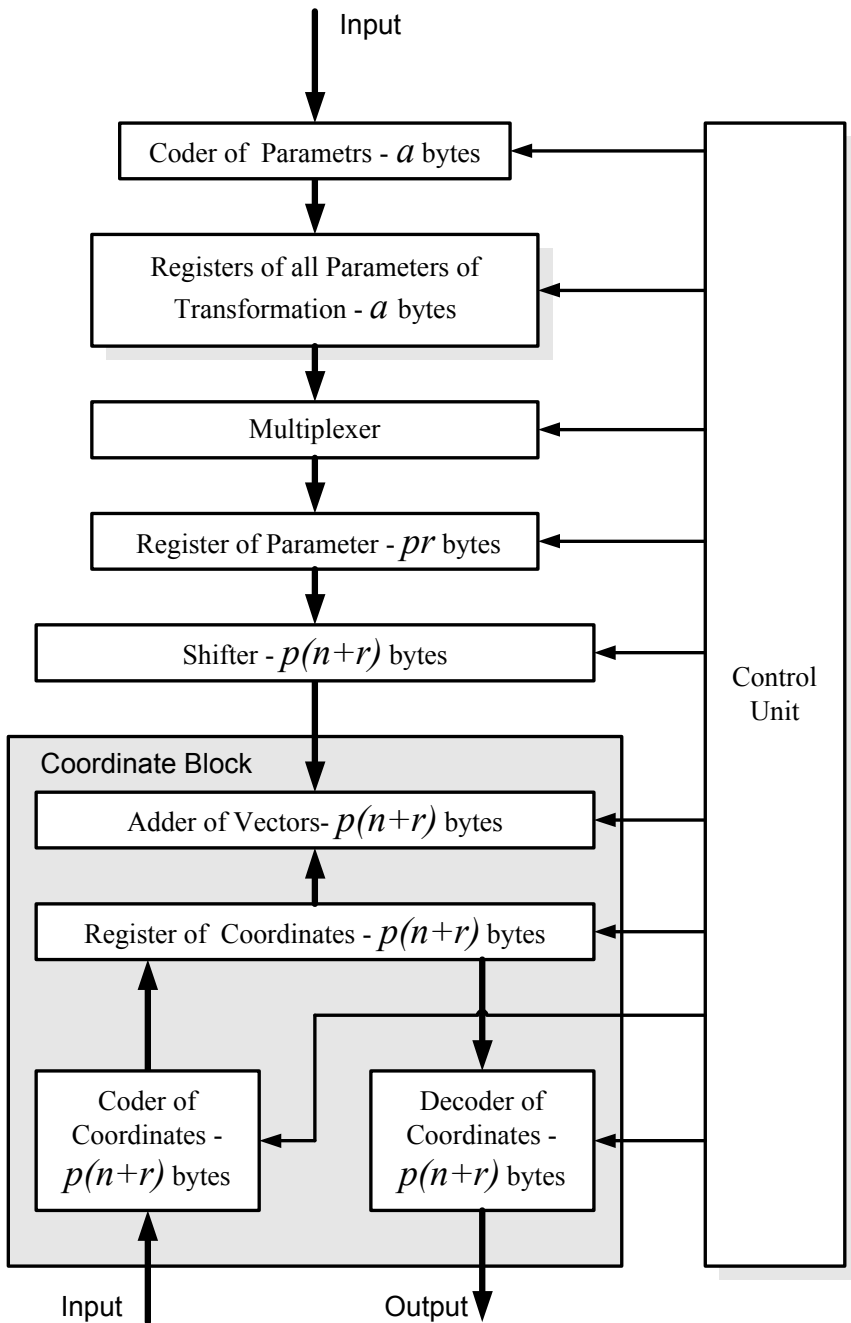 Input
Coder of Parametrs - a bytes
Registers of all Parameters of
Transformation - a bytes
Multiplexer
Register of Parameter - pr bytes
Shifter - p(n+r) bytes
Control
Unit
Coordinate Block
Adder of Vectors- p(n+r) bytes
Register of Coordinates - p(n+r) bytes
Coder of
Coordinates -
p(n+r) bytes
Decoder of
Coordinates -
p(n+r) bytes
Input
Output